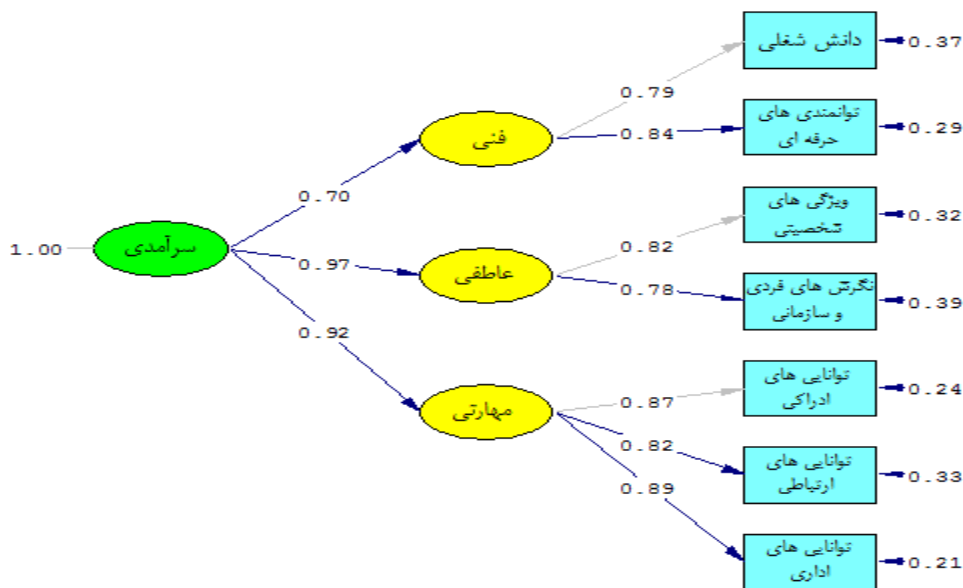 1.00
سرآمدی
0.70
0.97
0.92
فنی
عاطفی
مهارتی
0.79
0.84
0.82
0.78
0.87
0.82
0.89
دانش شغلی
0.37
توانمندی های
حرفه ای
0.29
ویژگی های
شخصیتی
0.32
نگرش های فردی
و سازمانی
0.39
توانایی های
ادراکی
0.24
توانایی های
ارتباطی
0.33
توانایی های
اداری
0.21